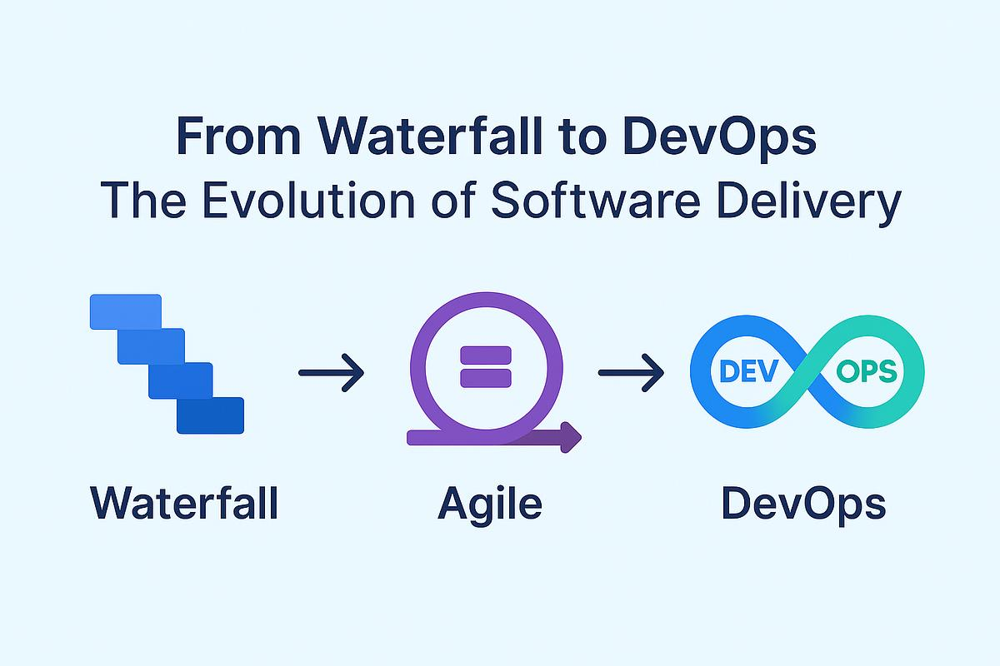 From Waterfall to DevOps
The Evolution of Software Delivery
DEV
OPS
Waterfall
Agile
DevOps